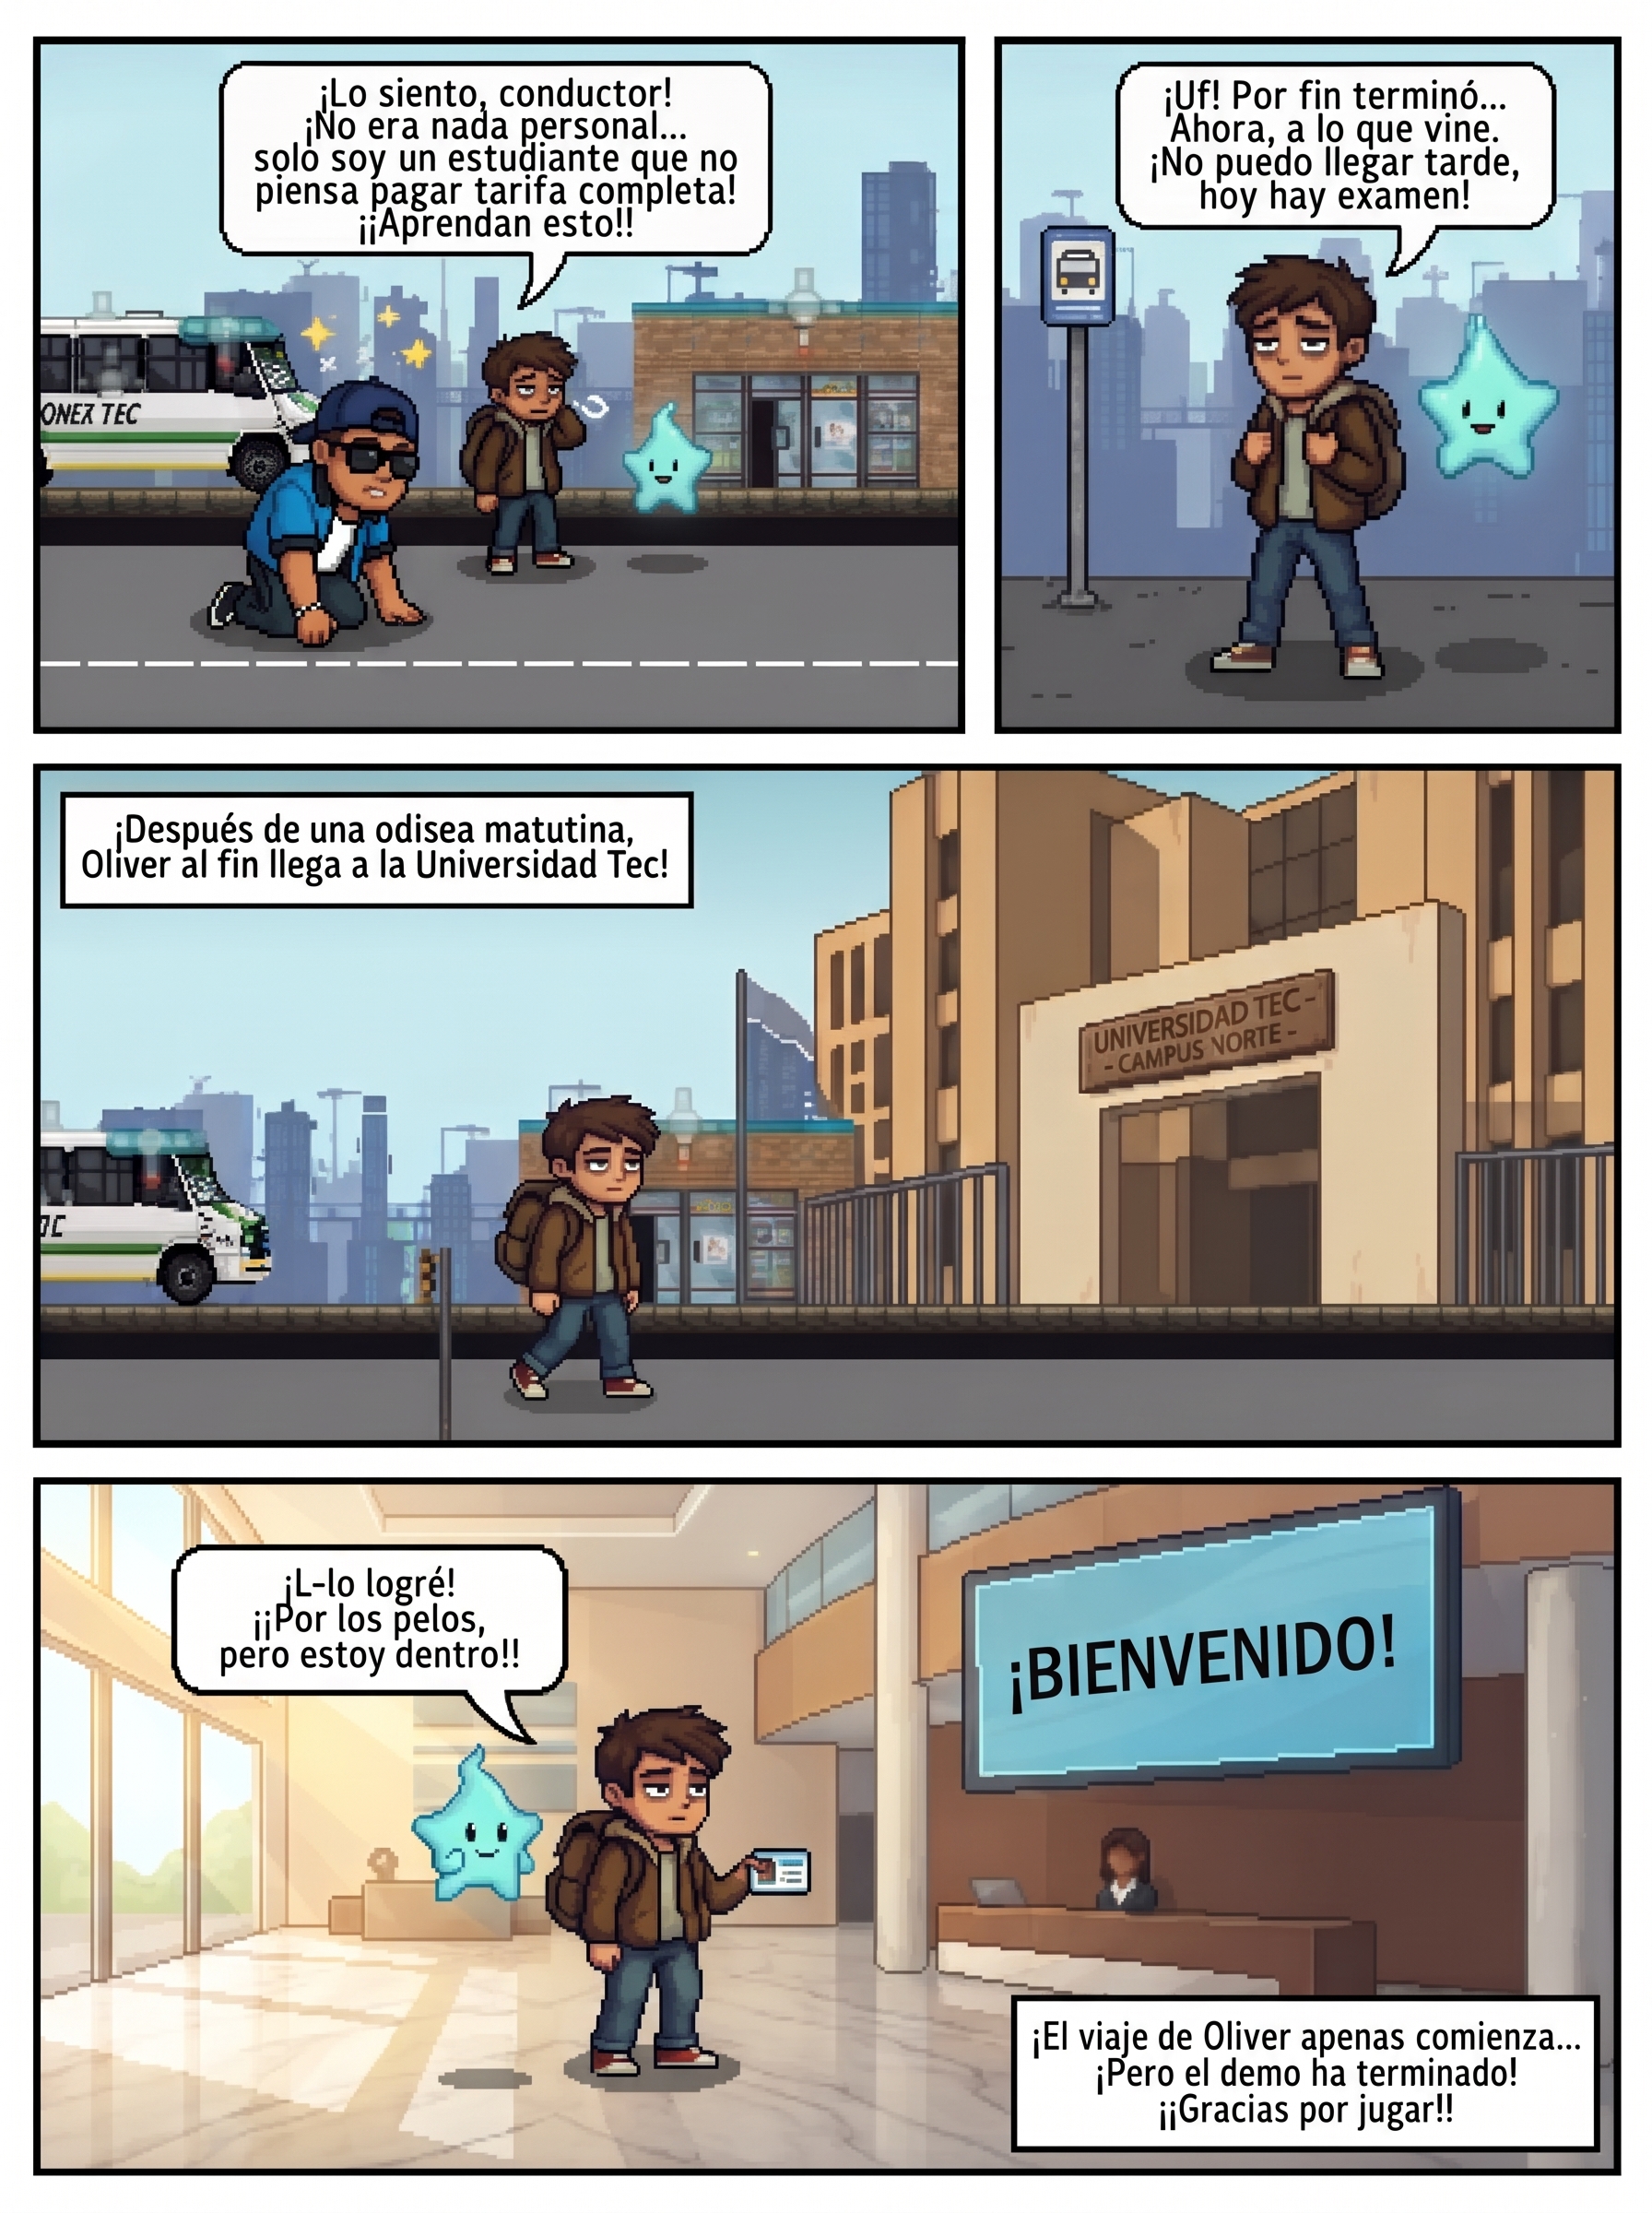 ¡Lo siento, conductor!
¡No era nada personal...
solo soy un estudiante que no
piensa pagar tarifa completa!
¡¡Aprendan esto!!
ONEX TEC
¡Uf! Por fin terminó...
Ahora, a lo que vine.
¡No puedo llegar tarde,
hoy hay examen!
¡Después de una odisea matutina,
Oliver al fin llega a la Universidad Tec!
UNIVERSIDAD TEC-
- CAMPUS NORTE -
¡L-lo logré!
¡¡Por los pelos,
pero estoy dentro!!
¡BIENVENIDO!
¡El viaje de Oliver apenas comienza...
¡Pero el demo ha terminado!
¡¡Gracias por jugar!!